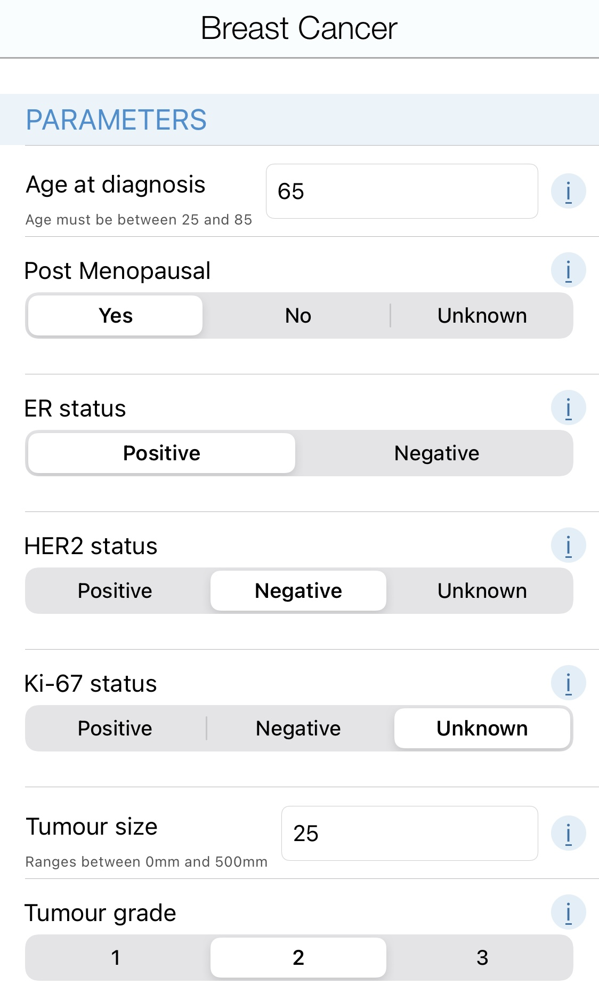 Breast Cancer
PARAMETERS
Age at diagnosis
65
i
Age must be between 25 and 85
Post Menopausal
i
Yes No Unknown
ER status
i
Positive Negative
HER2 status
i
Positive Negative Unknown
Ki-67 status
i
Positive Negative Unknown
Tumour size
25
i
Ranges between 0mm and 500mm
Tumour grade
i
1 2 3